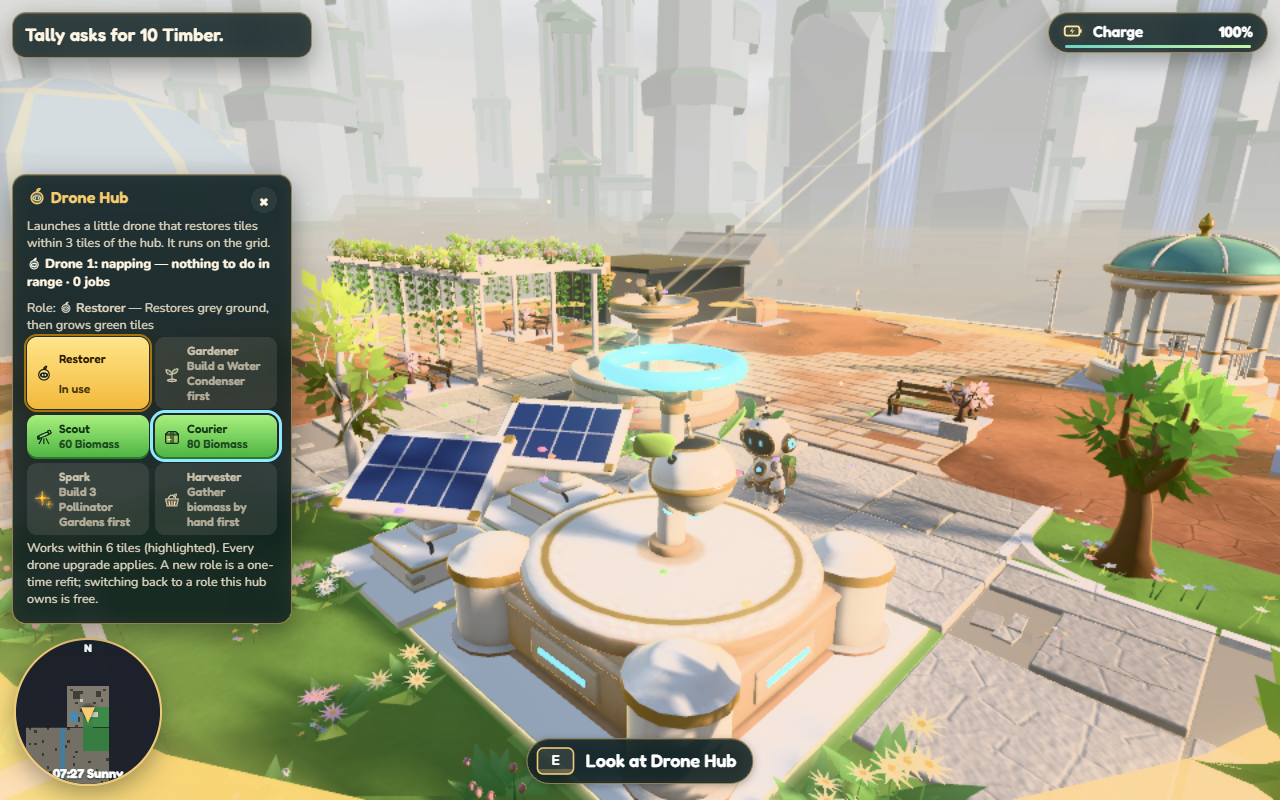 Tally asks for 10 Timber.
Charge 100%
Drone Hub
Launches a little drone that restores tiles
within 3 tiles of the hub. It runs on the grid.
Drone 1: napping — nothing to do in
range · 0 jobs
Role: Restorer — Restores grey ground,
then grows green tiles
Restorer
In use
Gardener
Build a Water
Condenser
first
Scout
60 Biomass
Courier
80 Biomass
Spark
Build 3
Pollinator
Gardens first
Harvester
Gather
biomass by
hand first
Works within 6 tiles (highlighted). Every
drone upgrade applies. A new role is a one-
time refit; switching back to a role this hub
owns is free.
N
07:27 Sunny
E Look at Drone Hub